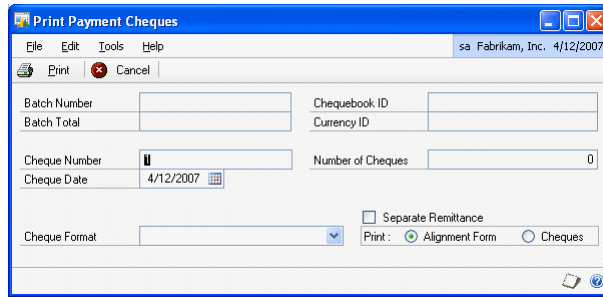 Print Payment Cheques
File Edit Tools Help sa Fabrikam, Inc. 4/12/2007
Print Cancel
Batch Number Chequebook ID
Batch Total Currency ID
Cheque Number 1 Number of Cheques 0
Cheque Date 4/12/2007
Separate Remittance
Cheque Format Print: Alignment Form Cheques